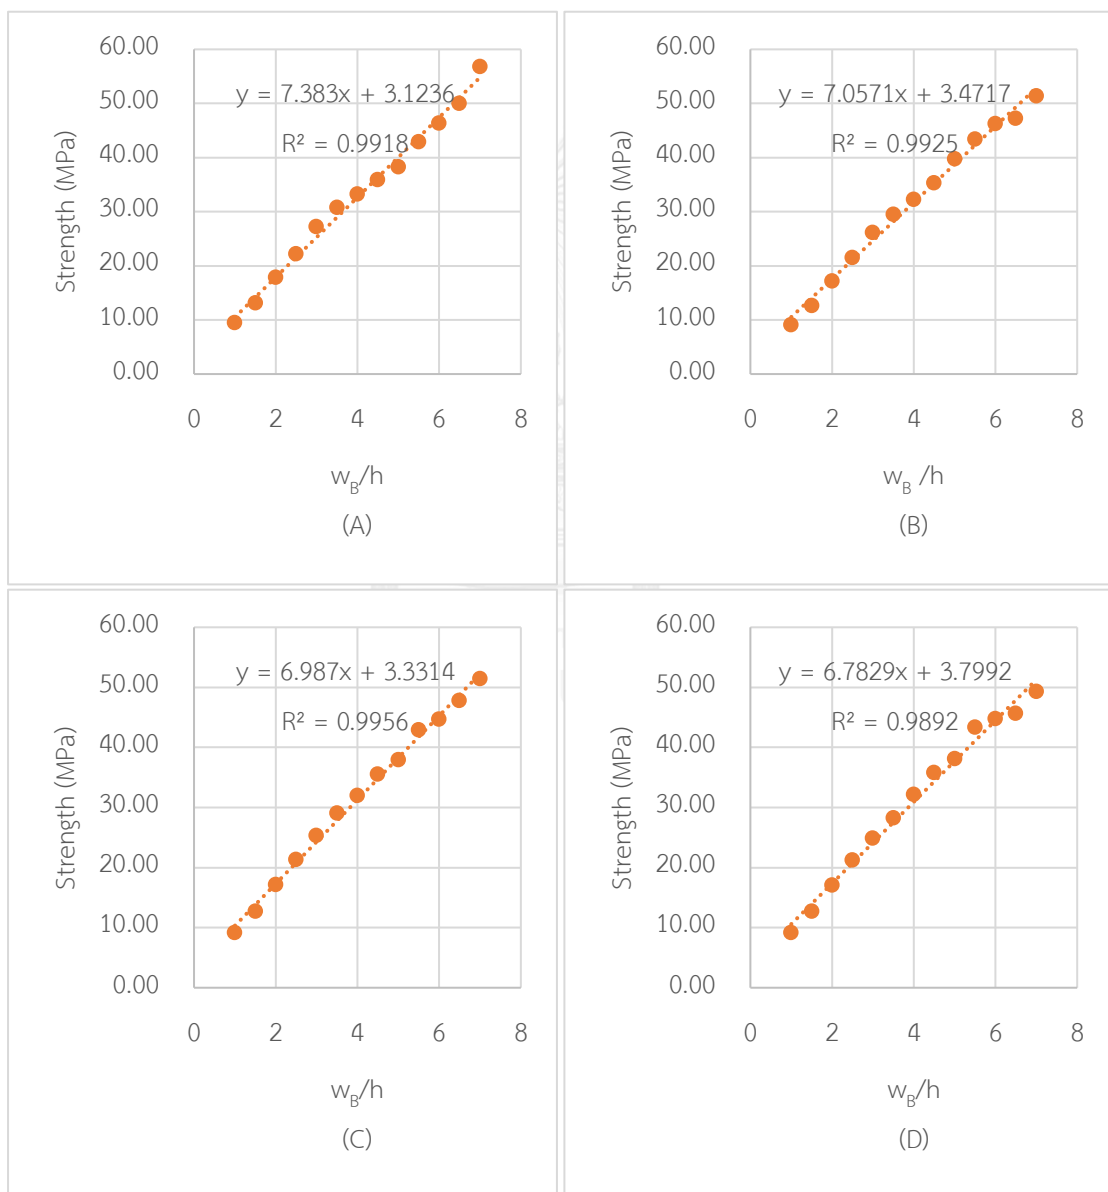 60.00
50.00
40.00
30.00
20.00
10.00
0.00
Strength (MPa)
y = 7.383x + 3.1236
R² = 0.9918
0 2 4 6 8
w_B/h
(A)
60.00
50.00
40.00
30.00
20.00
10.00
0.00
Strength (MPa)
y = 7.0571x + 3.4717
R² = 0.9925
0 2 4 6 8
w_B /h
(B)
60.00
50.00
40.00
30.00
20.00
10.00
0.00
Strength (MPa)
y = 6.987x + 3.3314
R² = 0.9956
0 2 4 6 8
w_B/h
(C)
60.00
50.00
40.00
30.00
20.00
10.00
0.00
Strength (MPa)
y = 6.7829x + 3.7992
R² = 0.9892
0 2 4 6 8
w_B/h
(D)